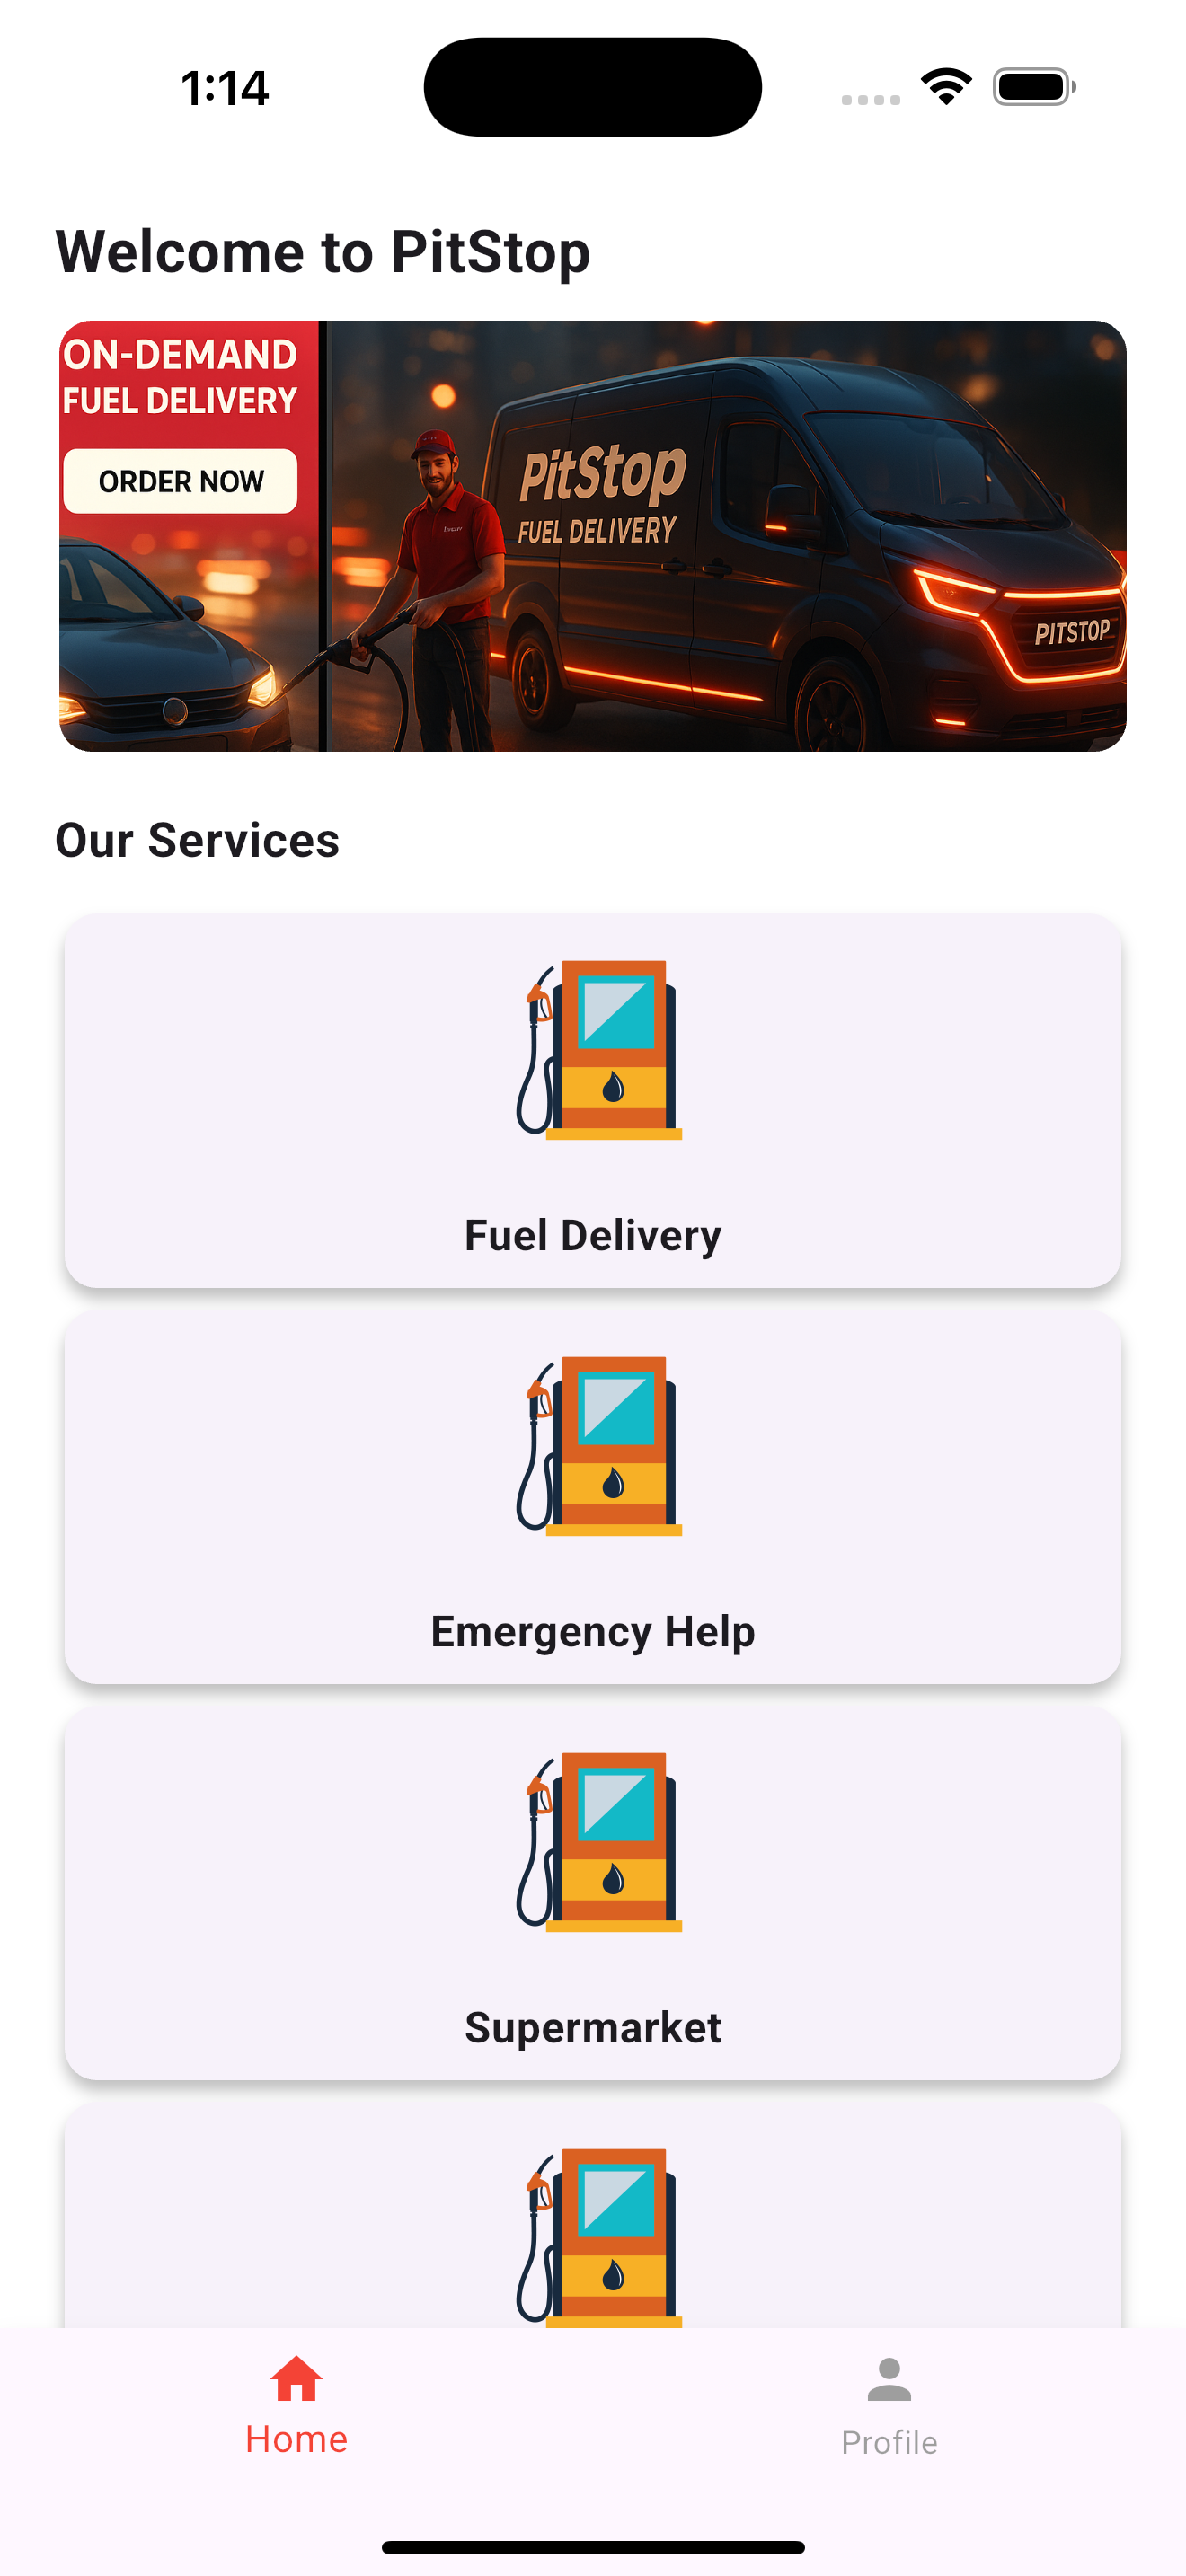 1:14
Welcome to PitStop
ON-DEMAND
FUEL DELIVERY
ORDER NOW
PitStop
FUEL DELIVERY
PITSTOP
Our Services
Fuel Delivery
Emergency Help
Supermarket
Home
Profile